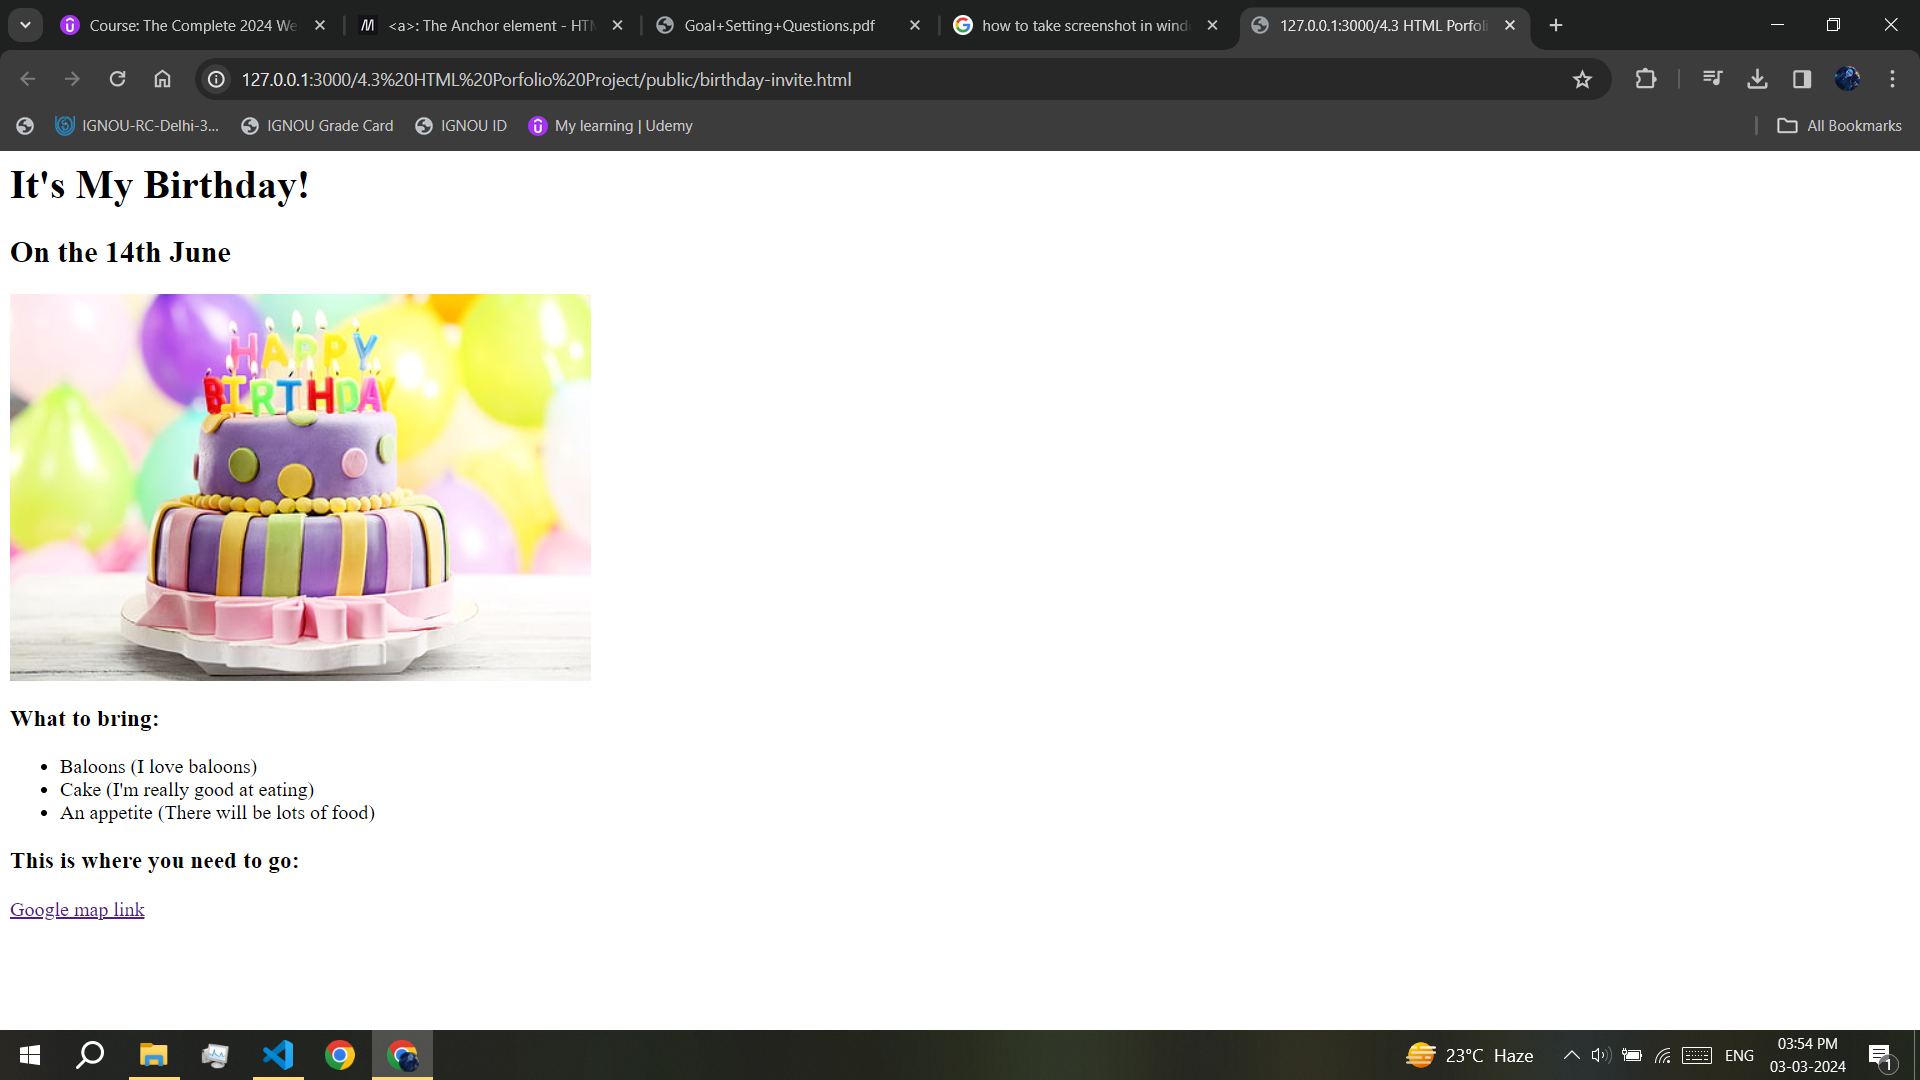 Course: The Complete 2024 We
<a>: The Anchor element - HTM
Goal+Setting+Questions.pdf
how to take screenshot in wind
127.0.0.1:3000/4.3 HTML Porfoli
127.0.0.1:3000/4.3%20HTML%20Porfolio%20Project/public/birthday-invite.html
IGNOU-RC-Delhi-3...
IGNOU Grade Card
IGNOU ID
My learning | Udemy
All Bookmarks
It's My Birthday!
On the 14th June
HAPPY
BIRTHDAY
What to bring:
Baloons (I love baloons)
Cake (I'm really good at eating)
An appetite (There will be lots of food)
This is where you need to go:
Google map link
23°C Haze
ENG
03:54 PM
03-03-2024
1